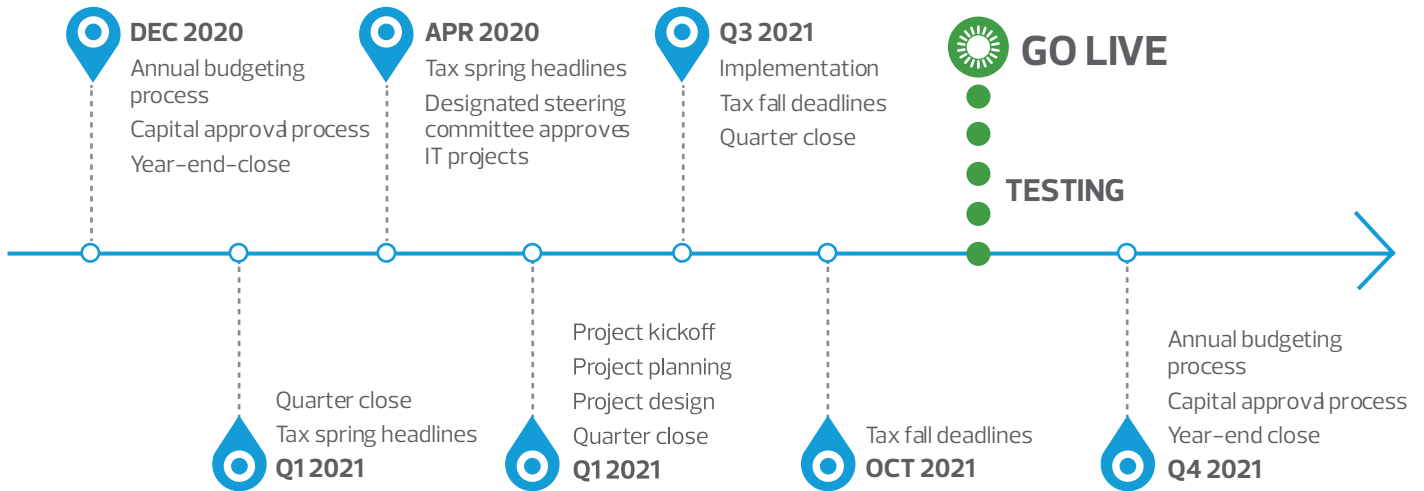 DEC 2020
Annual budgeting
process
Capital approval process
Year-end-close
APR 2020
Tax spring headlines
Designated steering
committee approves
IT projects
Q3 2021
Implementation
Tax fall deadlines
Quarter close
GO LIVE
TESTING
Quarter close
Tax spring headlines
Q1 2021
Project kickoff
Project planning
Project design
Quarter close
Q1 2021
Tax fall deadlines
OCT 2021
Annual budgeting
process
Capital approval process
Year-end close
Q4 2021